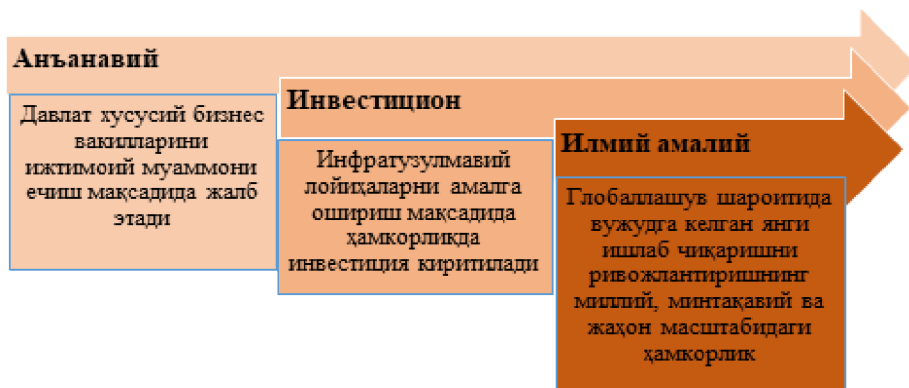 Анъанавий
Давлат хусусий бизнес
вакилларини
ижтимоий муаммони
ечиш мақсадида жалб
этади
Инвестицион
Инфратузулмавий
лойиҳаларни амалга
ошириш мақсадида
ҳамкорликда
инвестиция киритилади
Илмий амалий
Глобаллашув шароитида
вужудга келган янги
ишлаб чиқаришни
ривожлантиришнинг
миллий, минтақавий ва
жаҳон масштабидаги
ҳамкорлик